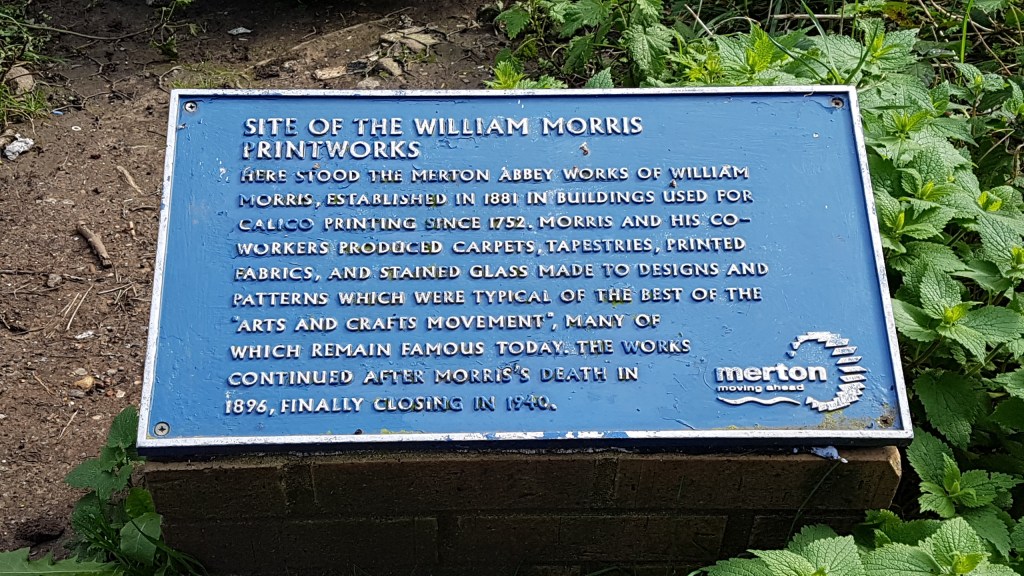 SITE OF THE WILLIAM MORRIS
PRINTWORKS
HERE STOOD THE MERTON ABBEY WORKS OF WILLIAM
MORRIS, ESTABLISHED IN 1881 IN BUILDINGS USED FOR
CALICO PRINTING SINCE 1752. MORRIS AND HIS CO-
WORKERS PRODUCED CARPETS, TAPESTRIES, PRINTED
FABRICS, AND STAINED GLASS MADE TO DESIGNS AND
PATTERNS WHICH WERE TYPICAL OF THE BEST OF THE
"ARTS AND CRAFTS MOVEMENT", MANY OF
WHICH REMAIN FAMOUS TODAY. THE WORKS
CONTINUED AFTER MORRIS'S DEATH IN
1896, FINALLY CLOSING IN 1940.
merton
moving ahead